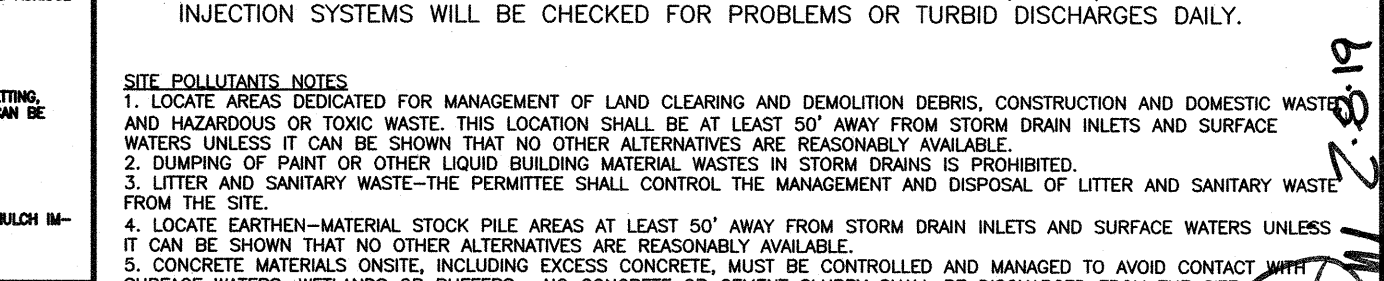 INJECTION SYSTEMS WILL BE CHECKED FOR PROBLEMS OR TURBID DISCHARGES DAILY.
TTING,
CAN BE
MULCH IM-
SITE POLLUTANTS NOTES
1. LOCATE AREAS DEDICATED FOR MANAGEMENT OF LAND CLEARING AND DEMOLITION DEBRIS, CONSTRUCTION AND DOMESTIC WASTE,
AND HAZARDOUS OR TOXIC WASTE. THIS LOCATION SHALL BE AT LEAST 50' AWAY FROM STORM DRAIN INLETS AND SURFACE
WATERS UNLESS IT CAN BE SHOWN THAT NO OTHER ALTERNATIVES ARE REASONABLY AVAILABLE.
2. DUMPING OF PAINT OR OTHER LIQUID BUILDING MATERIAL WASTES IN STORM DRAINS IS PROHIBITED.
3. LITTER AND SANITARY WASTE–THE PERMITTEE SHALL CONTROL THE MANAGEMENT AND DISPOSAL OF LITTER AND SANITARY WASTE
FROM THE SITE.
4. LOCATE EARTHEN–MATERIAL STOCK PILE AREAS AT LEAST 50' AWAY FROM STORM DRAIN INLETS AND SURFACE WATERS UNLESS
IT CAN BE SHOWN THAT NO OTHER ALTERNATIVES ARE REASONABLY AVAILABLE.
5. CONCRETE MATERIALS ONSITE, INCLUDING EXCESS CONCRETE, MUST BE CONTROLLED AND MANAGED TO AVOID CONTACT WITH